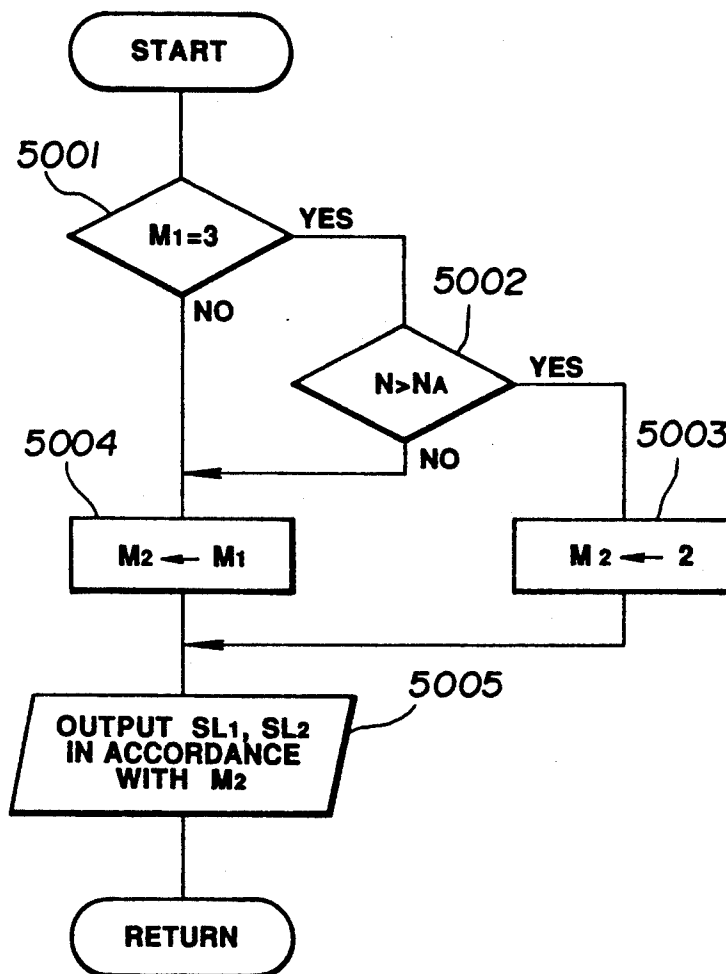 START
5001
M1=3
YES
NO
5002
N>NA
YES
NO
5004
M2 ← M1
5003
M2 ← 2
5005
OUTPUT SL1, SL2
IN ACCORDANCE
WITH M2
RETURN